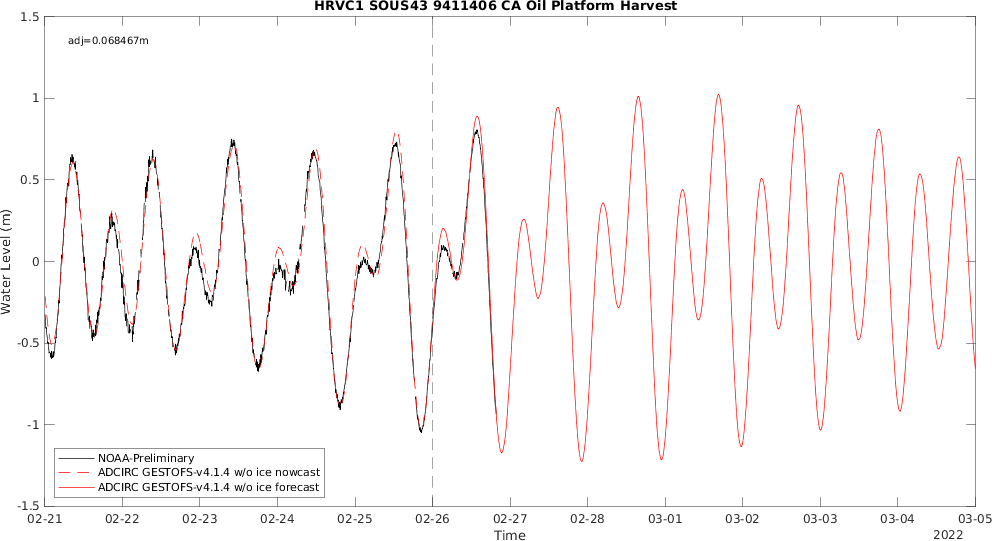 HRVC1 SOUS43 9411406 CA Oil Platform Harvest
1.5
adj=0.068467m
1
0.5
0
-0.5
-1
-1.5
Water Level (m)
NOAA-Preliminary
ADCIRC GESTOFS-v4.1.4 w/o ice nowcast
ADCIRC GESTOFS-v4.1.4 w/o ice forecast
02-21 02-22 02-23 02-24 02-25 02-26 02-27 02-28 03-01 03-02 03-03 03-04 03-05
Time
2022